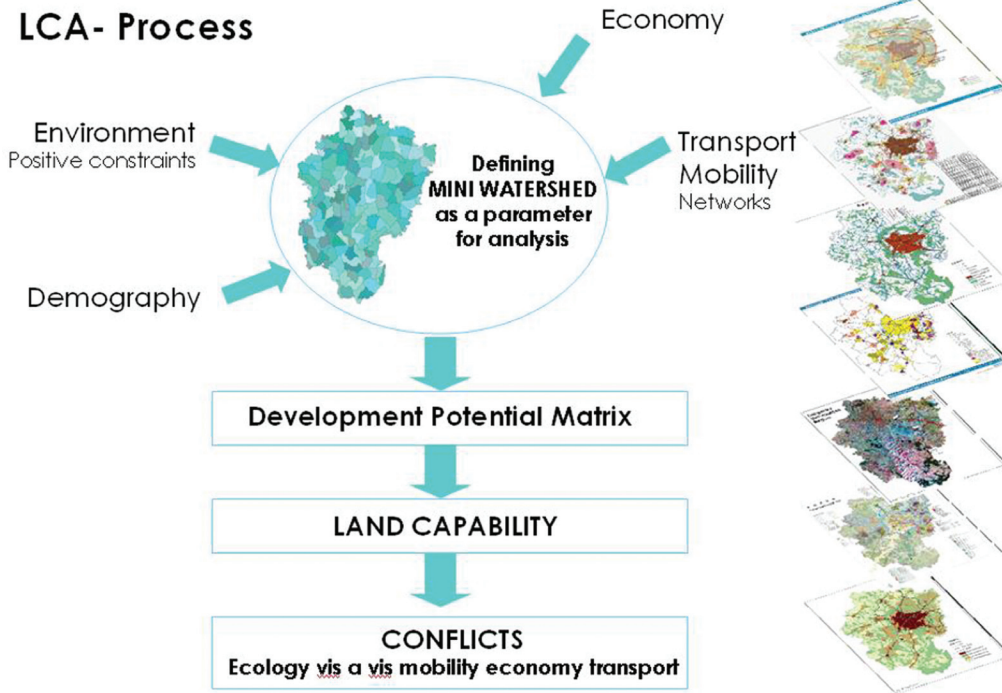 LCA- Process
Economy
Environment
Positive constraints
Transport
Mobility
Networks
Defining
MINI WATERSHED
as a parameter
for analysis
Demography
Development Potential Matrix
LAND CAPABILITY
CONFLICTS
Ecology vis a vis mobility economy transport